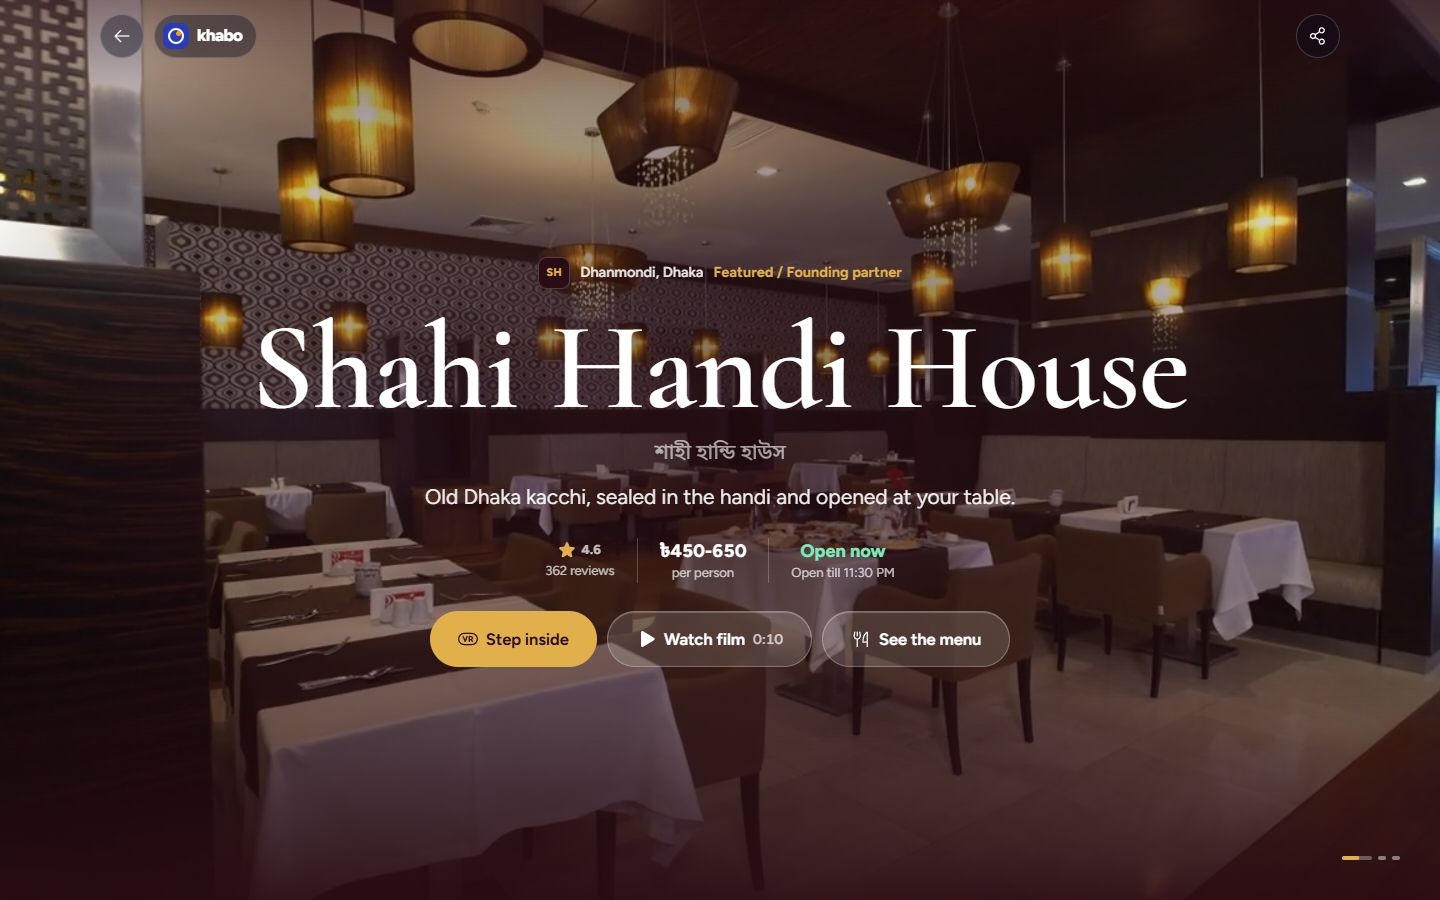 khabo
SH Dhanmondi, Dhaka Featured / Founding partner
Shahi Handi House
শাহী হান্ডি হাউস
Old Dhaka kacchi, sealed in the handi and opened at your table.
4.6
362 reviews
৳450-650
per person
Open now
Open till 11:30 PM
VR Step inside
Watch film 0:10
See the menu